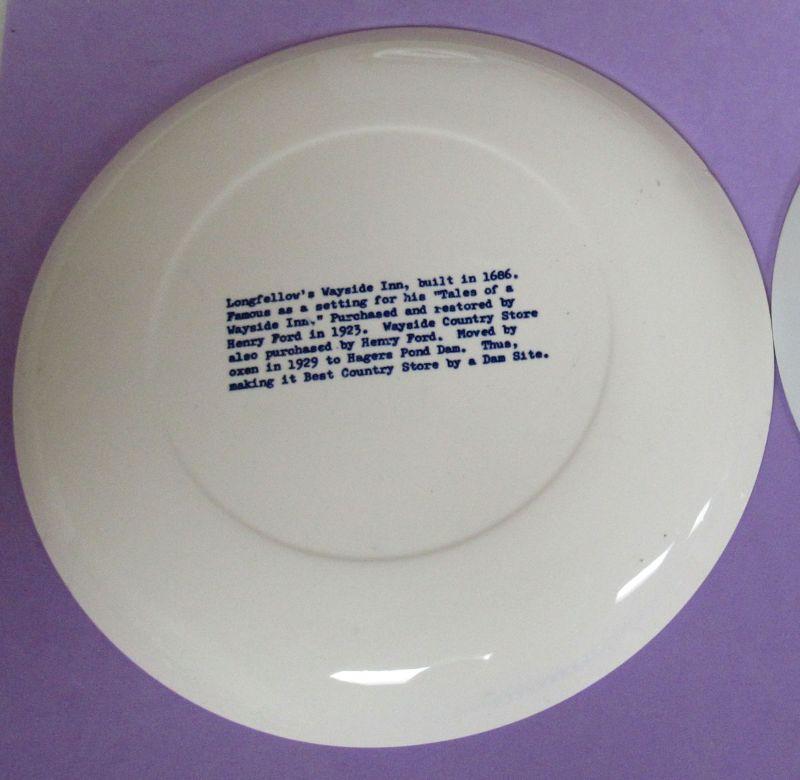 Longfellow's Wayside Inn, built in 1686.
Famous as a setting for his "Tales of a
Wayside Inn." Purchased and restored by
Henry Ford in 1923. Wayside Country Store
also purchased by Henry Ford. Moved by
oxen in 1929 to Hagers Pond Dam. Thus,
making it Best Country Store by a Dam Site.